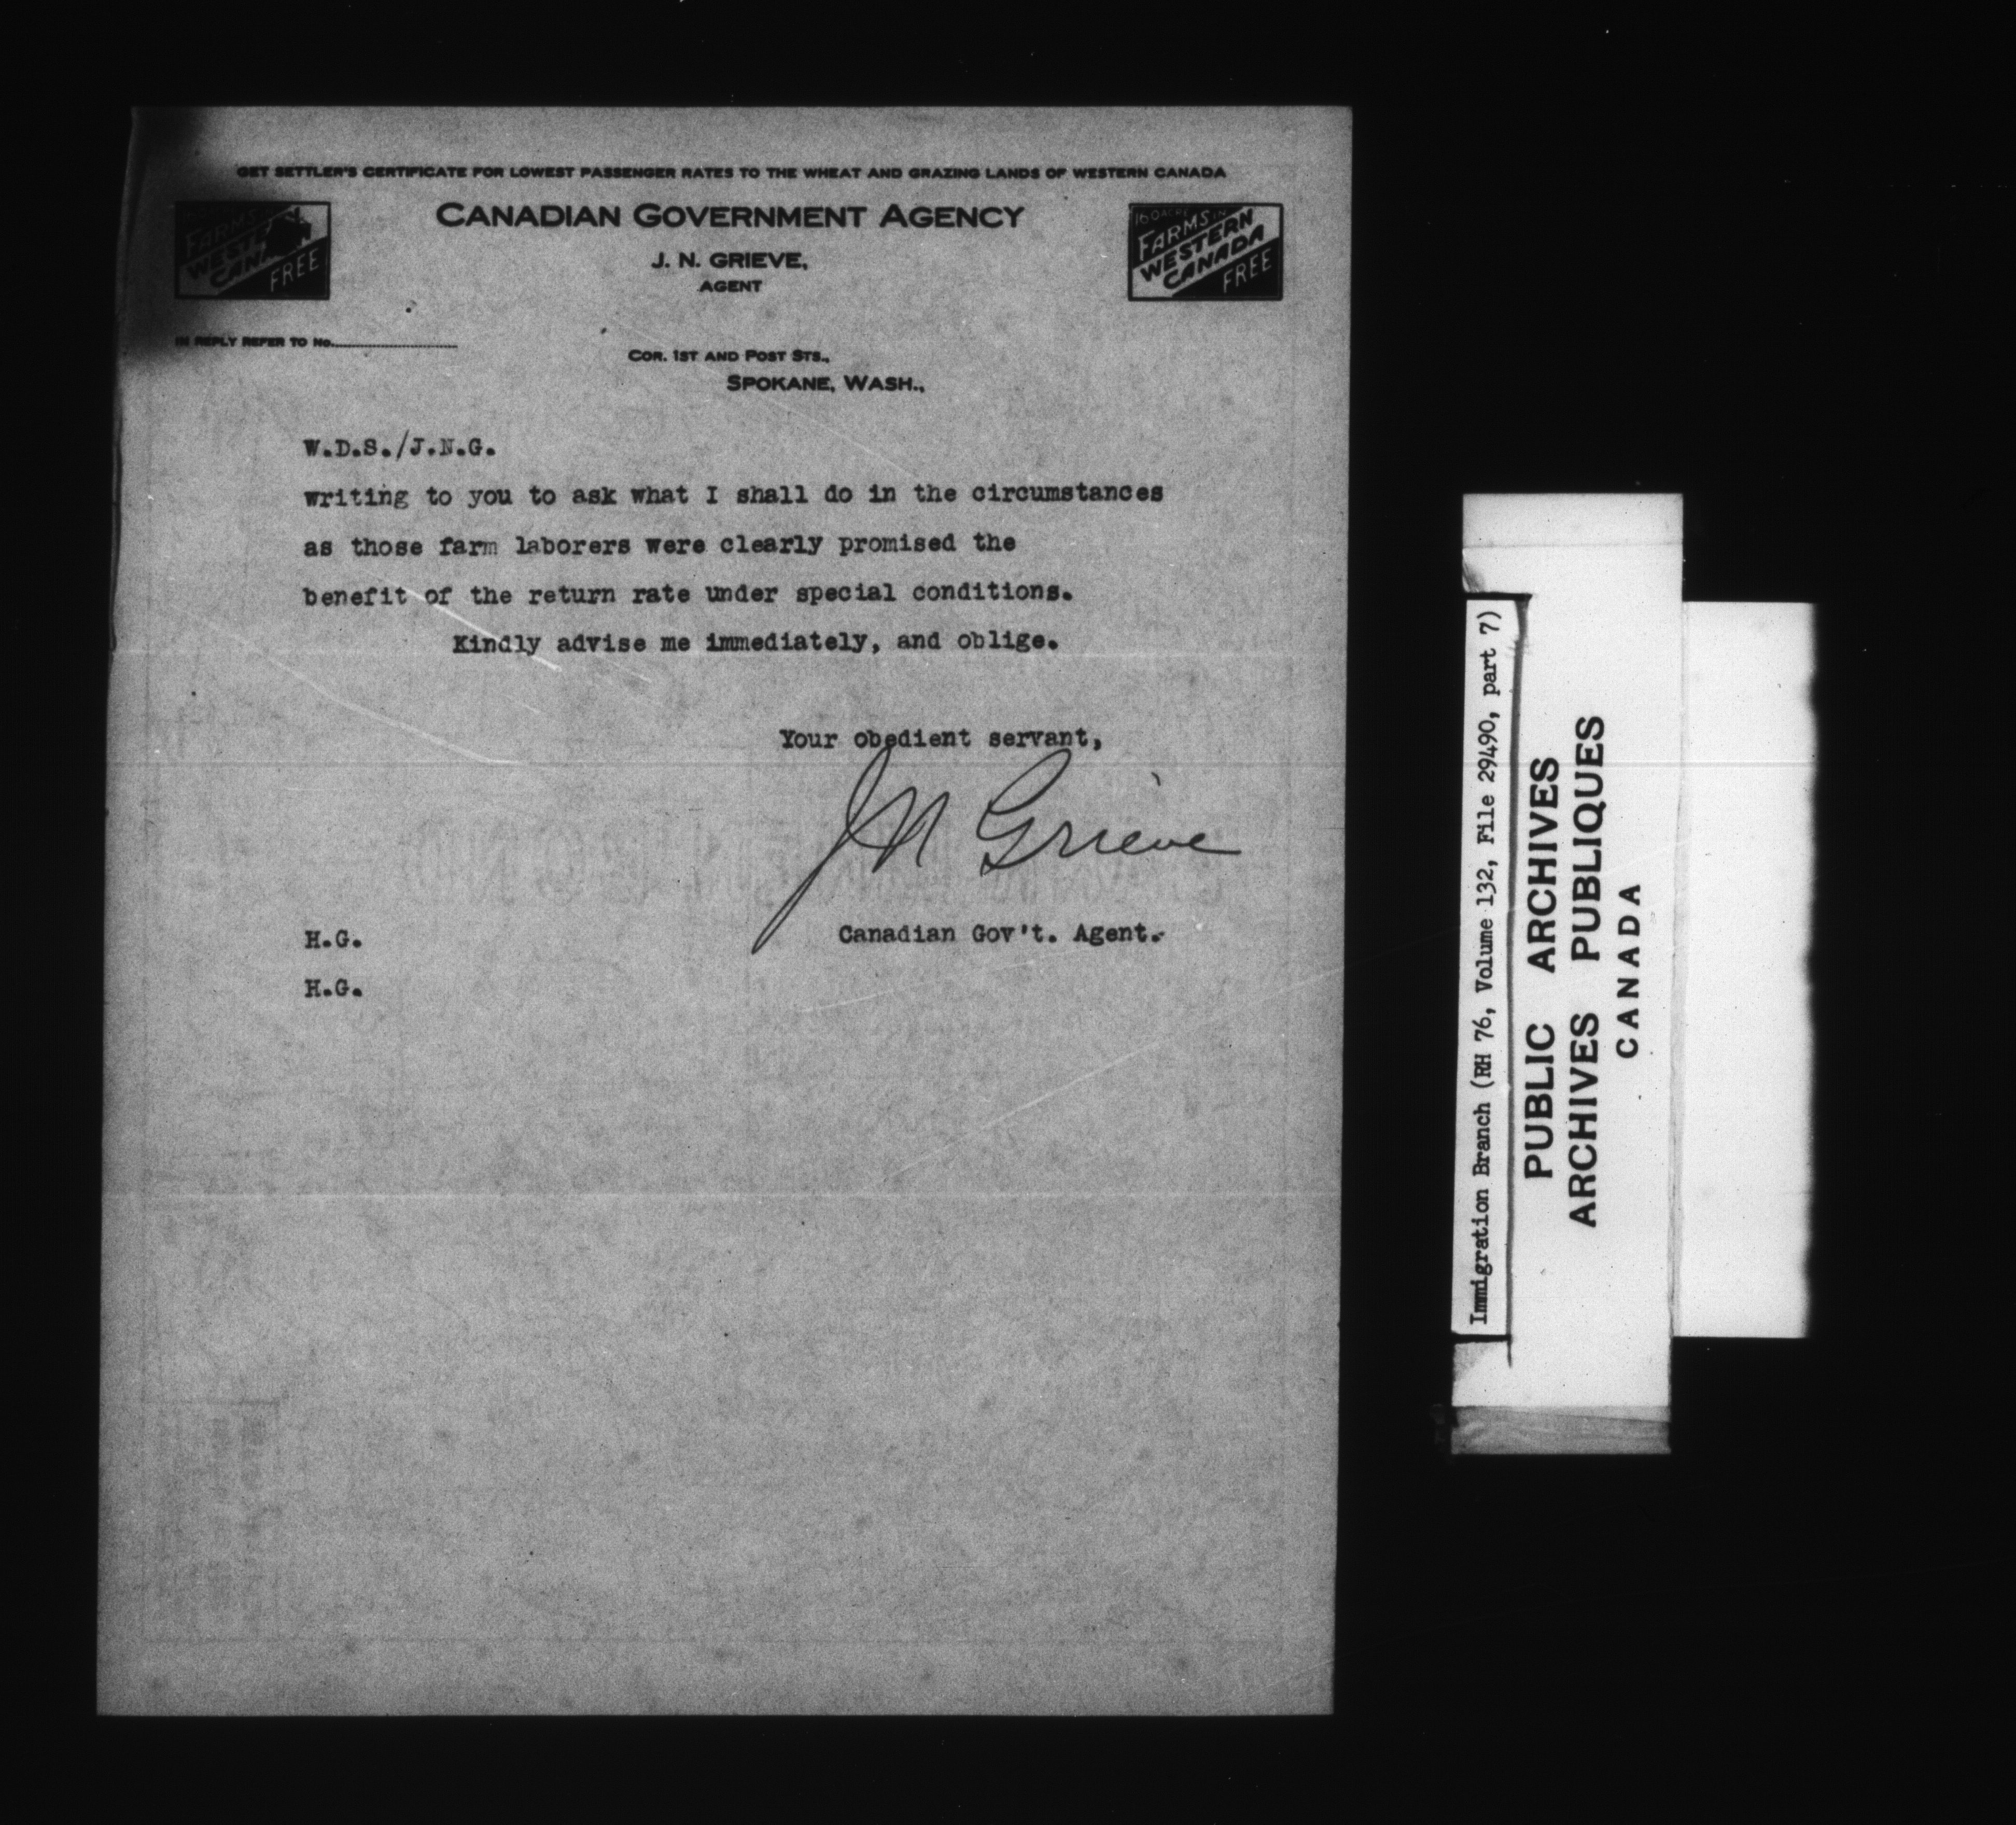 GET SETTLER'S CERTIFICATE FOR LOWEST PASSENGER RATES TO THE WHEAT AND GRAZING LANDS OF WESTERN CANADA
FARMS
WESTE
CAN
FREE
CANADIAN GOVERNMENT AGENCY
J. N. GRIEVE,
AGENT
160 ACRE
FARMS IN
WESTERN
CANADA
FREE
IN REPLY REFER TO No.
COR. 1ST AND POST STS.,
SPOKANE, WASH.,
W.D.S./J.N.G.
writing to you to ask what I shall do in the circumstances
as those farm laborers were clearly promised the
benefit of the return rate under special conditions.
Kindly advise me immediately, and oblige.
Your obedient servant,
J N Grieve
Canadian Gov't. Agent.
H.G.
H.G.
Immigration Branch (RH 76, Volume 132, File 29490, part 7)
PUBLIC ARCHIVES
ARCHIVES PUBLIQUES
CANADA